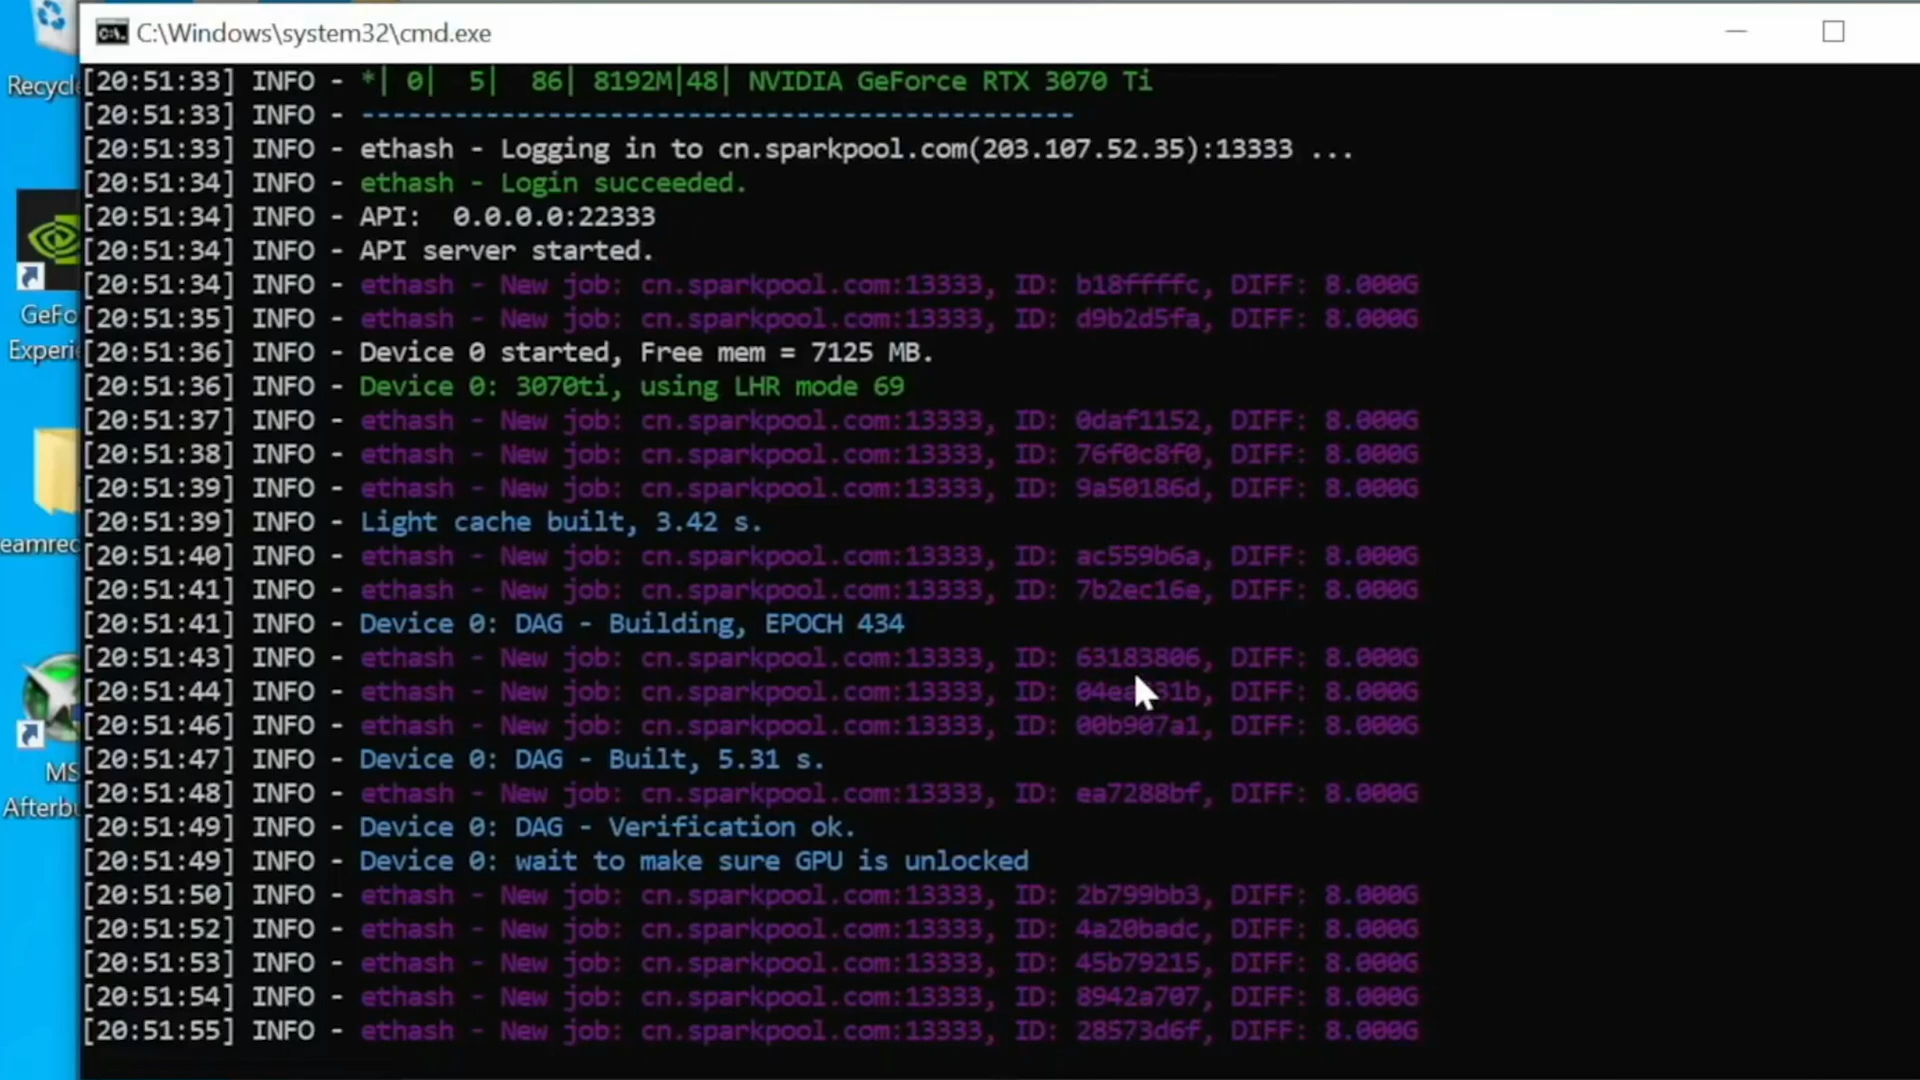 C:\Windows\system32\cmd.exe
Recycle
[20:51:33] INFO - *| 0|  5|  86| 8192M|48| NVIDIA GeForce RTX 3070 Ti
[20:51:33] INFO - ----------------------------------------------
[20:51:33] INFO - ethash - Logging in to cn.sparkpool.com(203.107.52.35):13333 ...
[20:51:34] INFO - ethash - Login succeeded.
[20:51:34] INFO - API:  0.0.0.0:22333
[20:51:34] INFO - API server started.
[20:51:34] INFO - ethash - New job: cn.sparkpool.com:13333, ID: b18ffffc, DIFF: 8.000G
[20:51:35] INFO - ethash - New job: cn.sparkpool.com:13333, ID: d9b2d5fa, DIFF: 8.000G
GeFo
Experi
[20:51:36] INFO - Device 0 started, Free mem = 7125 MB.
[20:51:36] INFO - Device 0: 3070ti, using LHR mode 69
[20:51:37] INFO - ethash - New job: cn.sparkpool.com:13333, ID: 0daf1152, DIFF: 8.000G
[20:51:38] INFO - ethash - New job: cn.sparkpool.com:13333, ID: 76f0c8f0, DIFF: 8.000G
[20:51:39] INFO - ethash - New job: cn.sparkpool.com:13333, ID: 9a50186d, DIFF: 8.000G
[20:51:39] INFO - Light cache built, 3.42 s.
eamred
[20:51:40] INFO - ethash - New job: cn.sparkpool.com:13333, ID: ac559b6a, DIFF: 8.000G
[20:51:41] INFO - ethash - New job: cn.sparkpool.com:13333, ID: 7b2ec16e, DIFF: 8.000G
[20:51:41] INFO - Device 0: DAG - Building, EPOCH 434
[20:51:43] INFO - ethash - New job: cn.sparkpool.com:13333, ID: 63183806, DIFF: 8.000G
[20:51:44] INFO - ethash - New job: cn.sparkpool.com:13333, ID: DIFF: 8.000G
[20:51:46] INFO - ethash - New job: cn.sparkpool.com:13333, ID: 00b907a1, DIFF: 8.000G
[20:51:47] INFO - Device 0: DAG - Built, 5.31 s.
MS
Afterbu
[20:51:48] INFO - ethash - New job: cn.sparkpool.com:13333, ID: ea7288bf, DIFF: 8.000G
[20:51:49] INFO - Device 0: DAG - Verification ok.
[20:51:49] INFO - Device 0: wait to make sure GPU is unlocked
[20:51:50] INFO - ethash - New job: cn.sparkpool.com:13333, ID: 2b799bb3, DIFF: 8.000G
[20:51:52] INFO - ethash - New job: cn.sparkpool.com:13333, ID: 4a20badc, DIFF: 8.000G
[20:51:53] INFO - ethash - New job: cn.sparkpool.com:13333, ID: 45b79215, DIFF: 8.000G
[20:51:54] INFO - ethash - New job: cn.sparkpool.com:13333, ID: 8942a707, DIFF: 8.000G
[20:51:55] INFO - ethash - New job: cn.sparkpool.com:13333, ID: 28573d6f, DIFF: 8.000G